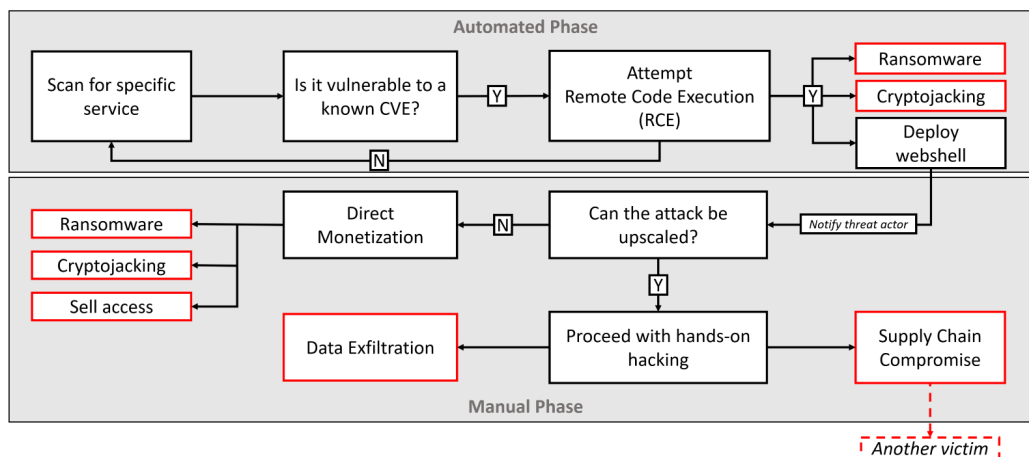 Automated Phase
Scan for specific
service
Is it vulnerable to a
known CVE?
Y
Attempt
Remote Code Execution
(RCE)
Y
Ransomware
Cryptojacking
Deploy
webshell
N
Notify threat actor
Can the attack be
upscaled?
N
Direct
Monetization
Ransomware
Cryptojacking
Sell access
Y
Proceed with hands-on
hacking
Data Exfiltration
Supply Chain
Compromise
Manual Phase
Another victim